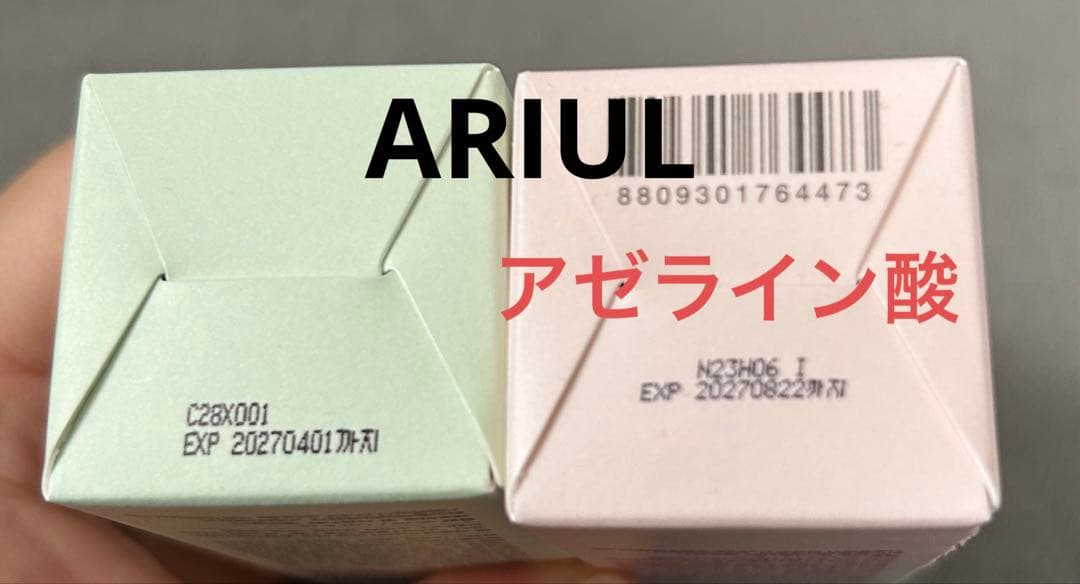 ARIUL
8809301764473
アゼライン酸
N23H06 I
EXP 20270822까지
C28X001
EXP 20270401까지